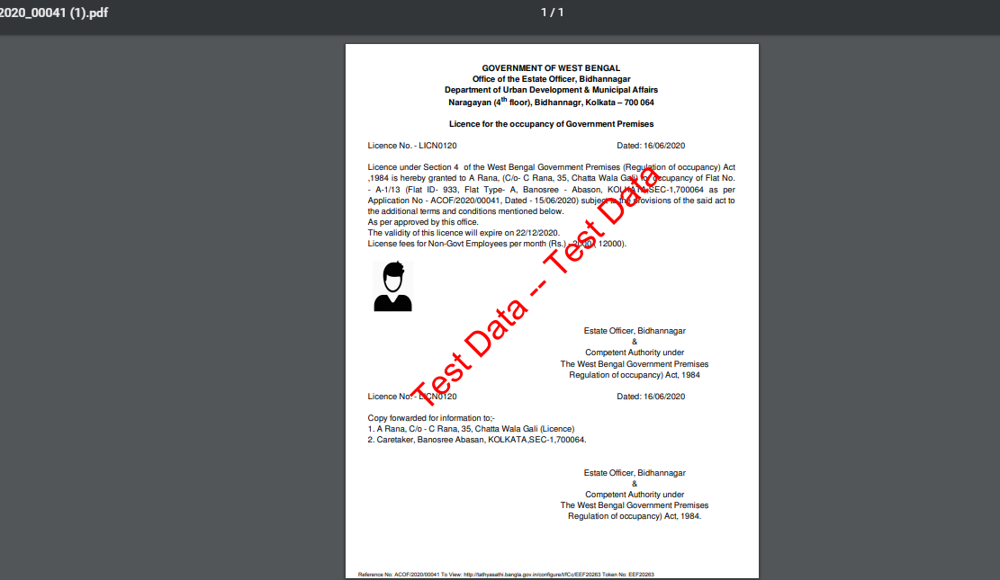 2020_00041 (1).pdf
1 / 1
GOVERNMENT OF WEST BENGAL
Office of the Estate Officer, Bidhannagar
Department of Urban Development & Municipal Affairs
Naragayan (4th floor), Bidhannagr, Kolkata – 700 064
Licence for the occupancy of Government Premises
Licence No. - LICN0120 Dated: 16/06/2020
Licence under Section 4 of the West Bengal Government Premises (Regulation of occupancy) Act
,1984 is hereby granted to A Rana, (C/o- C Rana, 35, Chatta Wala Gali) for occupancy of Flat No.
- A-1/13 (Flat ID- 933, Flat Type- A, Banosree - Abason, KOLKATA,SEC-1,700064 as per
Application No - ACOF/2020/00041, Dated - 15/06/2020) subject to the provisions of the said act to
the additional terms and conditions mentioned below.
As per approved by this office.
The validity of this licence will expire on 22/12/2020.
License fees for Non-Govt Employees per month (Rs.) - 2000 ( 12000).
Test Data -- Test Data
Estate Officer, Bidhannagar
&
Competent Authority under
The West Bengal Government Premises
Regulation of occupancy) Act, 1984
Licence No. - LICN0120 Dated: 16/06/2020
Copy forwarded for information to;-
1. A Rana, C/o - C Rana, 35, Chatta Wala Gali (Licence)
2. Caretaker, Banosree Abasan, KOLKATA,SEC-1,700064.
Estate Officer, Bidhannagar
&
Competent Authority under
The West Bengal Government Premises
Regulation of occupancy) Act, 1984.
Reference No: ACOF/2020/00041 To View: http://tathyasathi.bangla.gov.in/configure/t/fCc/EEF20263 Token No: EEF20263